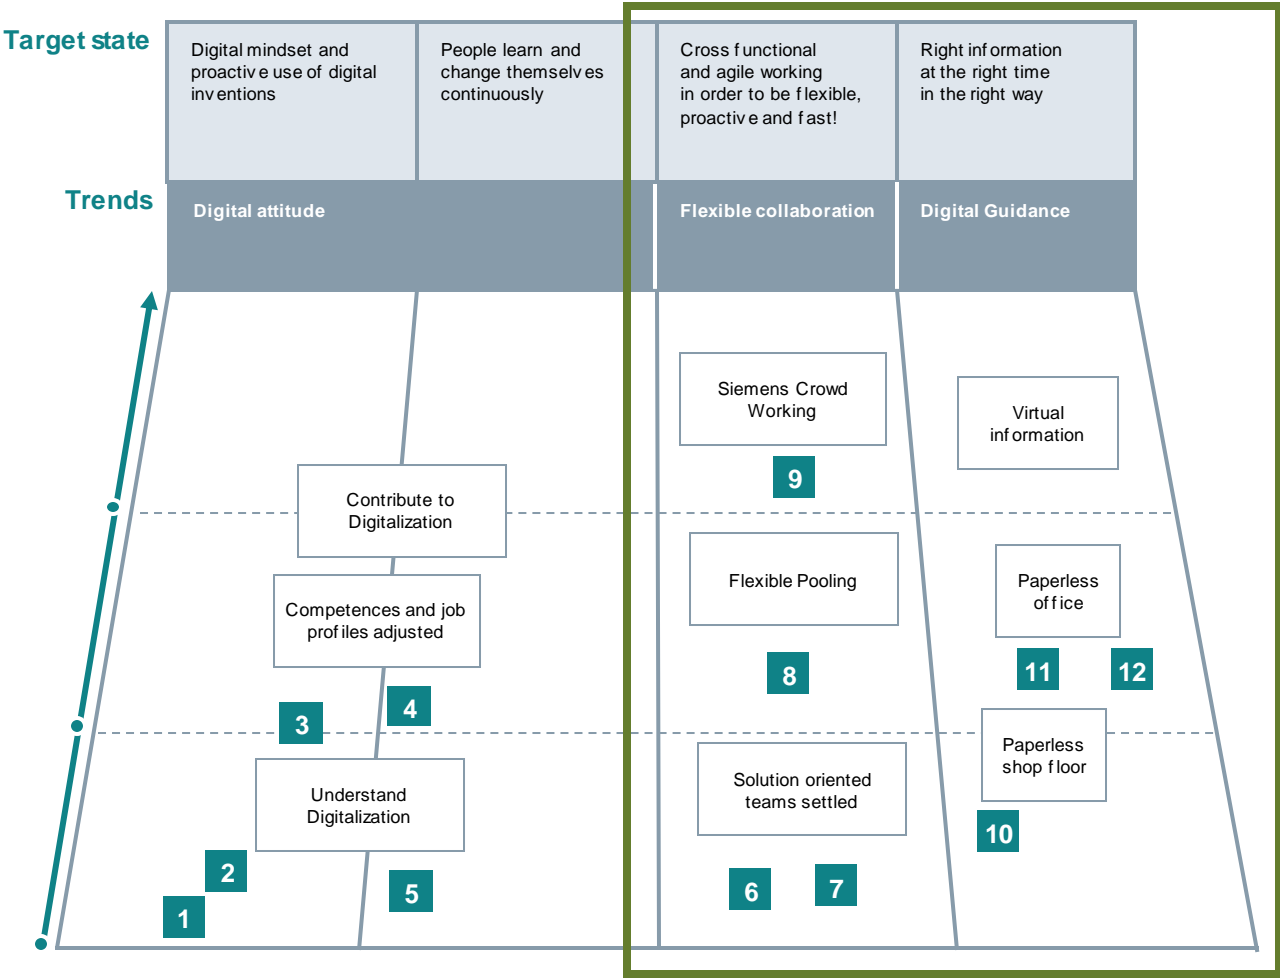 Target state
Digital mindset and
proactive use of digital
inventions
People learn and
change themselves
continuously
Cross functional
and agile working
in order to be flexible,
proactive and fast!
Right information
at the right time
in the right way
Trends
Digital attitude
Flexible collaboration
Digital Guidance
Siemens Crowd
Working
Virtual
information
9
Contribute to
Digitalization
Flexible Pooling
Paperless
office
Competences and job
profiles adjusted
8
11
12
3
4
Paperless
shop floor
Understand
Digitalization
Solution oriented
teams settled
10
2
1
5
6
7